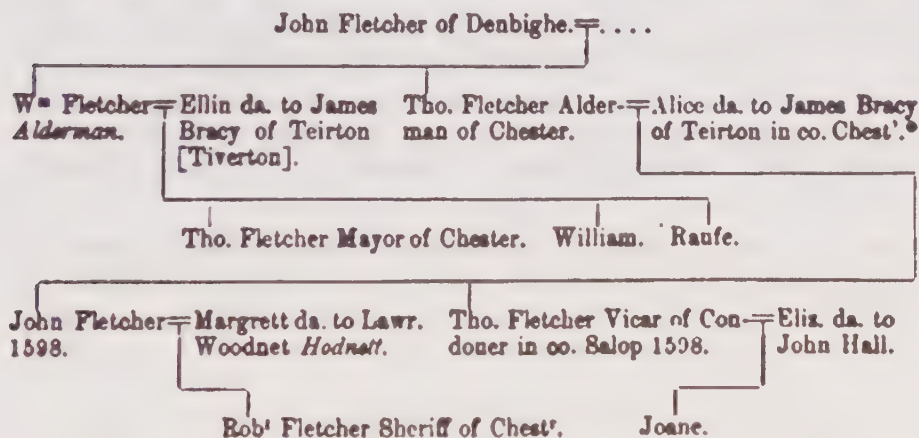 John Fletcher of Denbighe.=. . . .
Wm Fletcher= Ellin da. to James Tho. Fletcher Alder-= Alice da. to James Bracy
Alderman. Bracy of Teirton man of Chester. of Teirton in co. Chest'.*
[Tiverton].
Tho. Fletcher Mayor of Chester. William. Raufe.
John Fletcher= Margrett da. to Lawr. Tho. Fletcher Vicar of Con-= Eliz. da. to
1598. Woodnet Hodnett. douer in co. Salop 1598. John Hall.
Robt Fletcher Sheriff of Chestr. Joane.